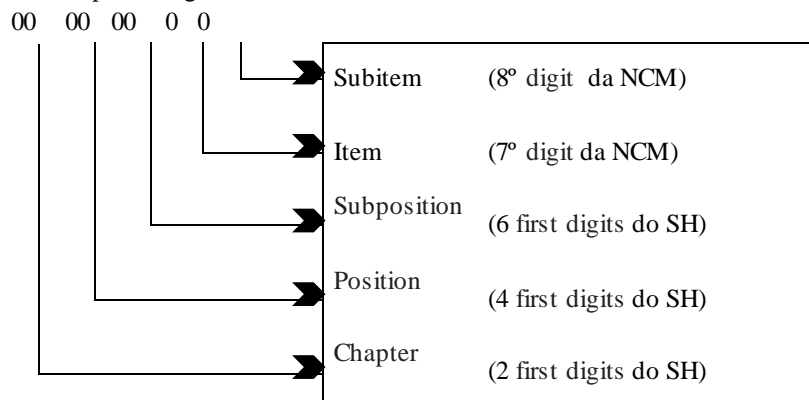 00 00 00 0 0
Subitem (8º digit da NCM)
Item (7º digit da NCM)
Subposition (6 first digits do SH)
Position (4 first digits do SH)
Chapter (2 first digits do SH)